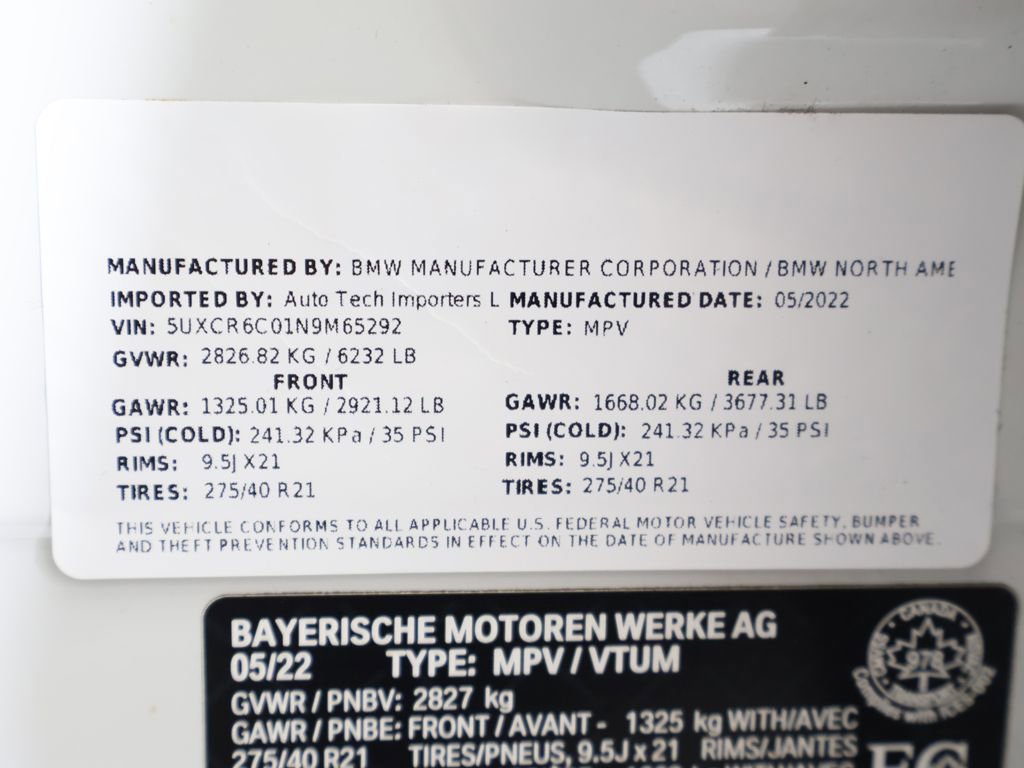 MANUFACTURED BY: BMW MANUFACTURER CORPORATION / BMW NORTH AME
IMPORTED BY: Auto Tech Importers L MANUFACTURED DATE: 05/2022
VIN: 5UXCR6C01N9M65292 TYPE: MPV
GVWR: 2826.82 KG / 6232 LB
FRONT REAR
GAWR: 1325.01 KG / 2921.12 LB GAWR: 1668.02 KG / 3677.31 LB
PSI (COLD): 241.32 KPa / 35 PSI PSI (COLD): 241.32 KPa / 35 PSI
RIMS: 9.5J X21 RIMS: 9.5J X21
TIRES: 275/40 R21 TIRES: 275/40 R21
THIS VEHICLE CONFORMS TO ALL APPLICABLE U.S. FEDERAL MOTOR VEHICLE SAFETY, BUMPER
AND THEFT PREVENTION STANDARDS IN EFFECT ON THE DATE OF MANUFACTURE SHOWN ABOVE.
BAYERISCHE MOTOREN WERKE AG
05/22 TYPE: MPV / VTUM
GVWR / PNBV: 2827 kg
GAWR / PNBE: FRONT / AVANT - 1325 kg WITH/AVEC
275/40 R21 TIRES/PNEUS, 9.5J x 21 RIMS/JANTES
CANADA